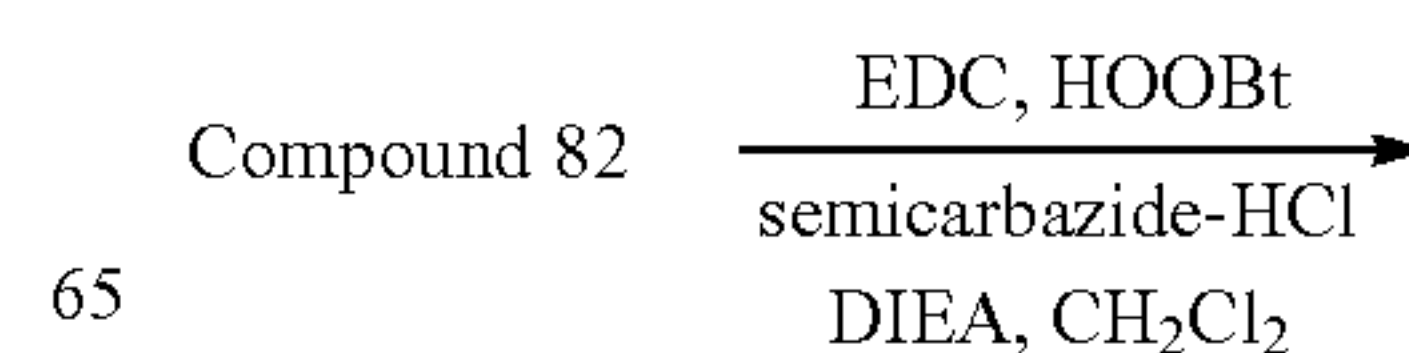 EDC, HOOBt
Compound 82
semicarbazide-HCl
65
DIEA, CH₂Cl₂